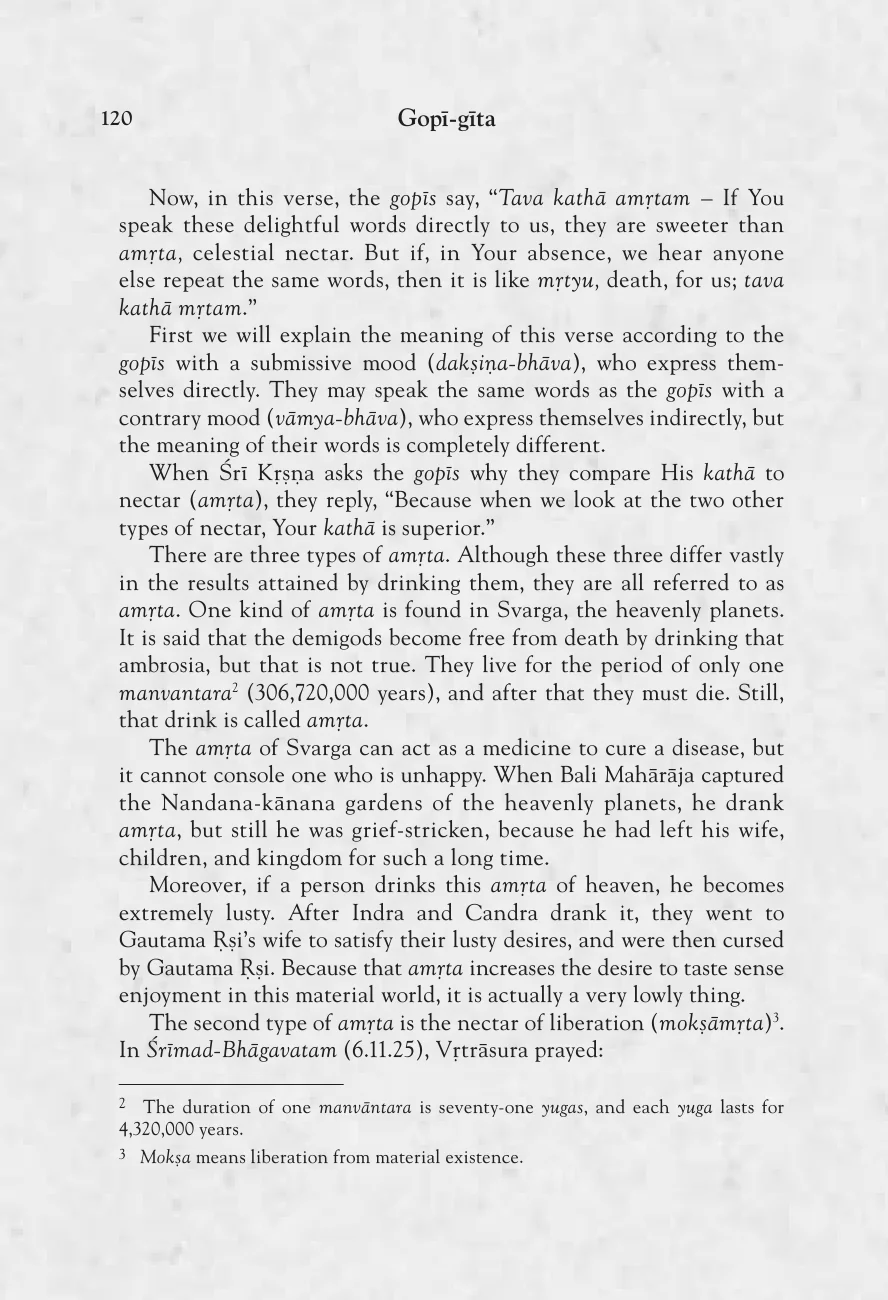 120
Gopī-gīta
Now, in this verse, the gopīs say, “Tava kathā amṛtam – If You
speak these delightful words directly to us, they are sweeter than
amṛta, celestial nectar. But if, in Your absence, we hear anyone
else repeat the same words, then it is like mṛtyu, death, for us; tava
kathā mṛtam.”
First we will explain the meaning of this verse according to the
gopīs with a submissive mood (dakṣiṇa-bhāva), who express them-
selves directly. They may speak the same words as the gopīs with a
contrary mood (vāmya-bhāva), who express themselves indirectly, but
the meaning of their words is completely different.
When Śrī Kṛṣṇa asks the gopīs why they compare His kathā to
nectar (amṛta), they reply, “Because when we look at the two other
types of nectar, Your kathā is superior.”
There are three types of amṛta. Although these three differ vastly
in the results attained by drinking them, they are all referred to as
amṛta. One kind of amṛta is found in Svarga, the heavenly planets.
It is said that the demigods become free from death by drinking that
ambrosia, but that is not true. They live for the period of only one
manvantara² (306,720,000 years), and after that they must die. Still,
that drink is called amṛta.
The amṛta of Svarga can act as a medicine to cure a disease, but
it cannot console one who is unhappy. When Bali Mahārāja captured
the Nandana-kānana gardens of the heavenly planets, he drank
amṛta, but still he was grief-stricken, because he had left his wife,
children, and kingdom for such a long time.
Moreover, if a person drinks this amṛta of heaven, he becomes
extremely lusty. After Indra and Candra drank it, they went to
Gautama Ṛṣi’s wife to satisfy their lusty desires, and were then cursed
by Gautama Ṛṣi. Because that amṛta increases the desire to taste sense
enjoyment in this material world, it is actually a very lowly thing.
The second type of amṛta is the nectar of liberation (mokṣāmṛta)³.
In Śrīmad-Bhāgavatam (6.11.25), Vṛtrāsura prayed:
² The duration of one manvāntara is seventy-one yugas, and each yuga lasts for
4,320,000 years.
³ Mokṣa means liberation from material existence.